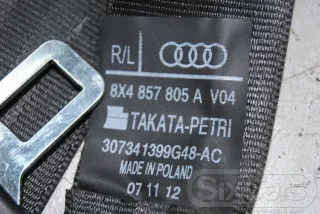 R/L
8X4 857 805 A V04
TAKATA-PETRI
307341399G48-AC
MADE IN POLAND
07 11 12